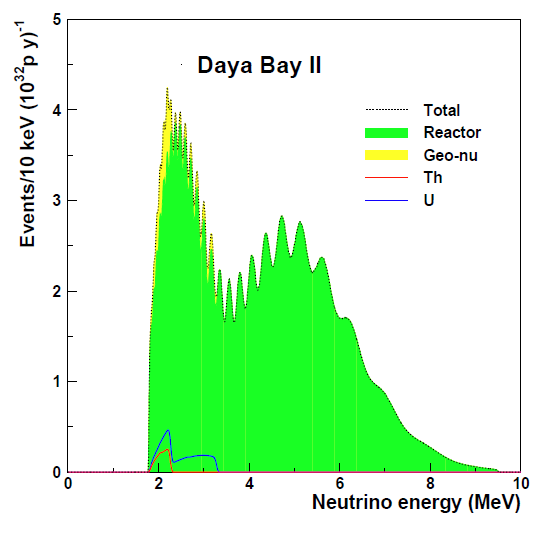 Daya Bay II
Total
Reactor
Geo-nu
Th
U
Events/10 keV (10³²p y)⁻¹
5
4
3
2
1
0
0 2 4 6 8 10
Neutrino energy (MeV)